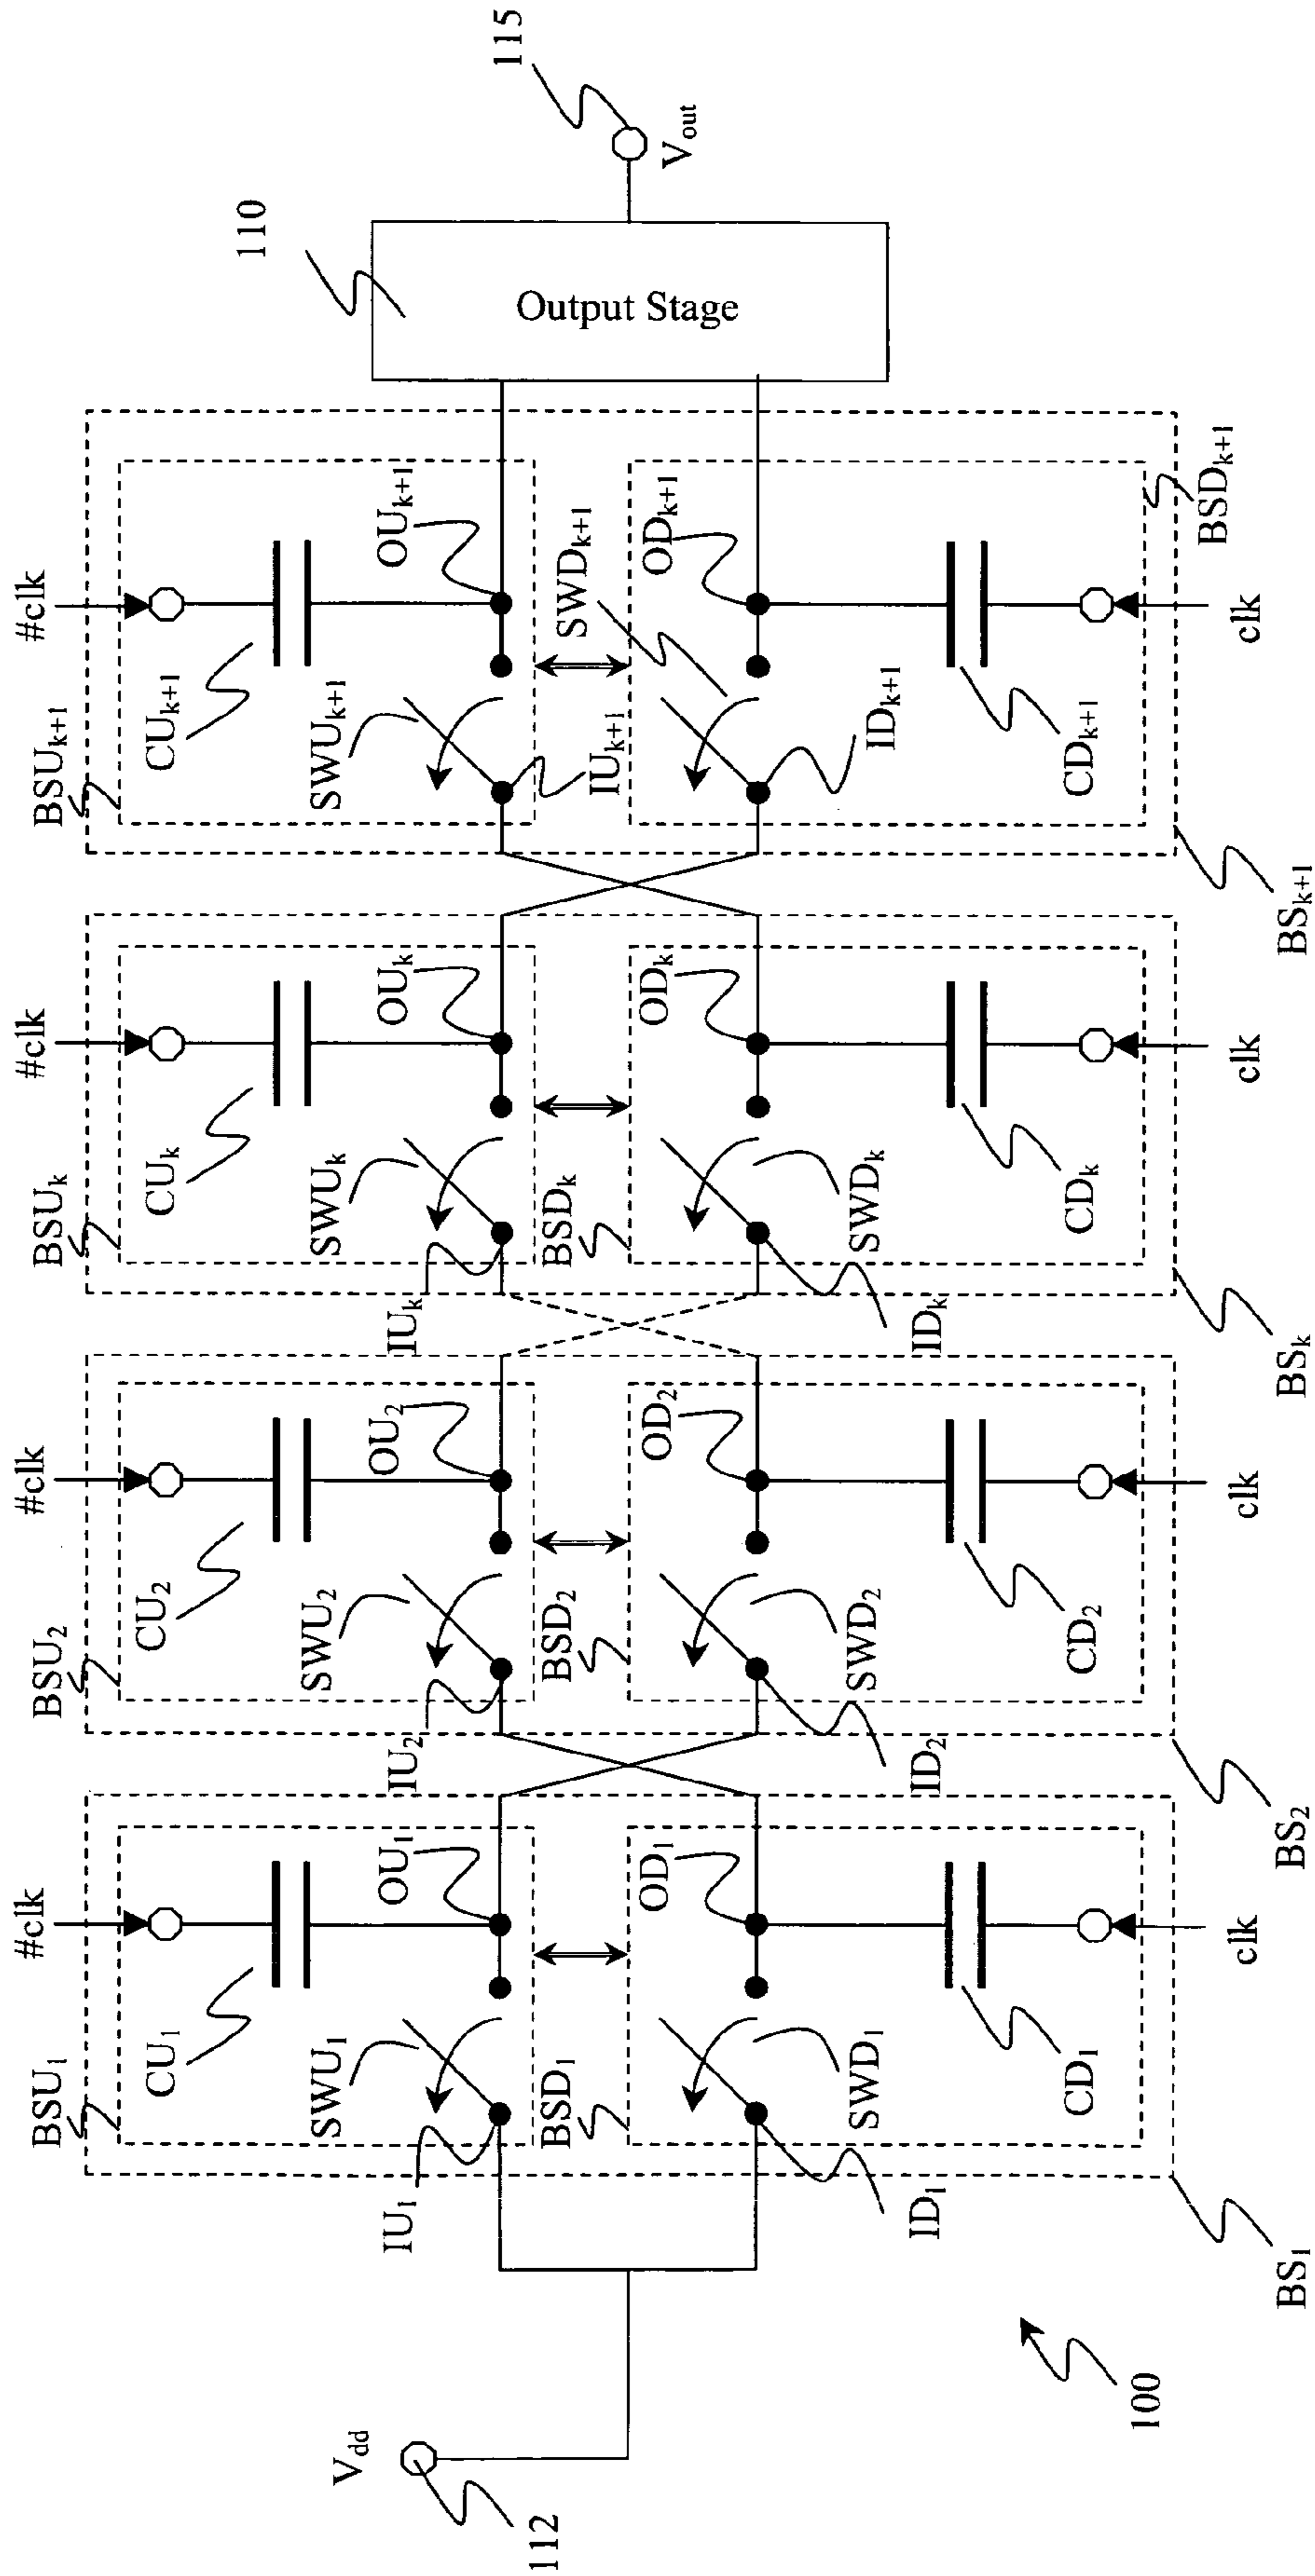 #clk
#clk
#clk
#clk
BSU1
BSU2
BSUk
BSUk+1
CU1
CU2
CUk
CUk+1
110
115
SWU1
OU1
SWU2
OU2
SWUk
OUk
SWUk+1
OUk+1
Vdd
IU1
IU2
IUk
IUk+1
Output Stage
Vout
112
BSD1
BSD2
BSDk
SWDk+1
OD1
OD2
ODk
ODk+1
SWD1
SWD2
SWDk
ID1
ID2
IDk
IDk+1
CD1
CD2
CDk
CDk+1
100
BSDk+1
clk
clk
clk
clk
BS1
BS2
BSk
BSk+1